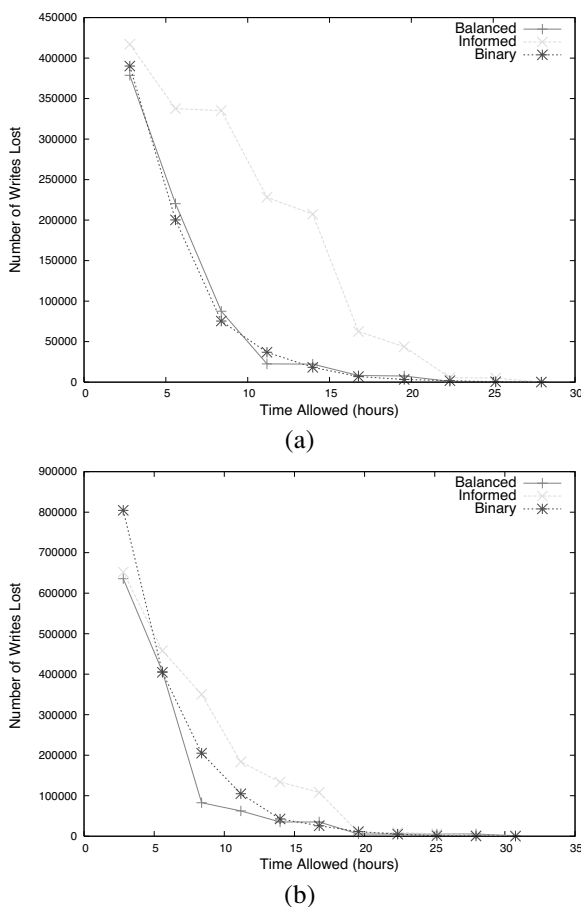 450000
400000
350000
300000
250000
200000
150000
100000
50000
0
Number of Writes Lost
Balanced
Informed
Binary
0 5 10 15 20 25 30
Time Allowed (hours)
(a)
900000
800000
700000
600000
500000
400000
300000
200000
100000
0
Number of Writes Lost
Balanced
Informed
Binary
0 5 10 15 20 25 30 35
Time Allowed (hours)
(b)